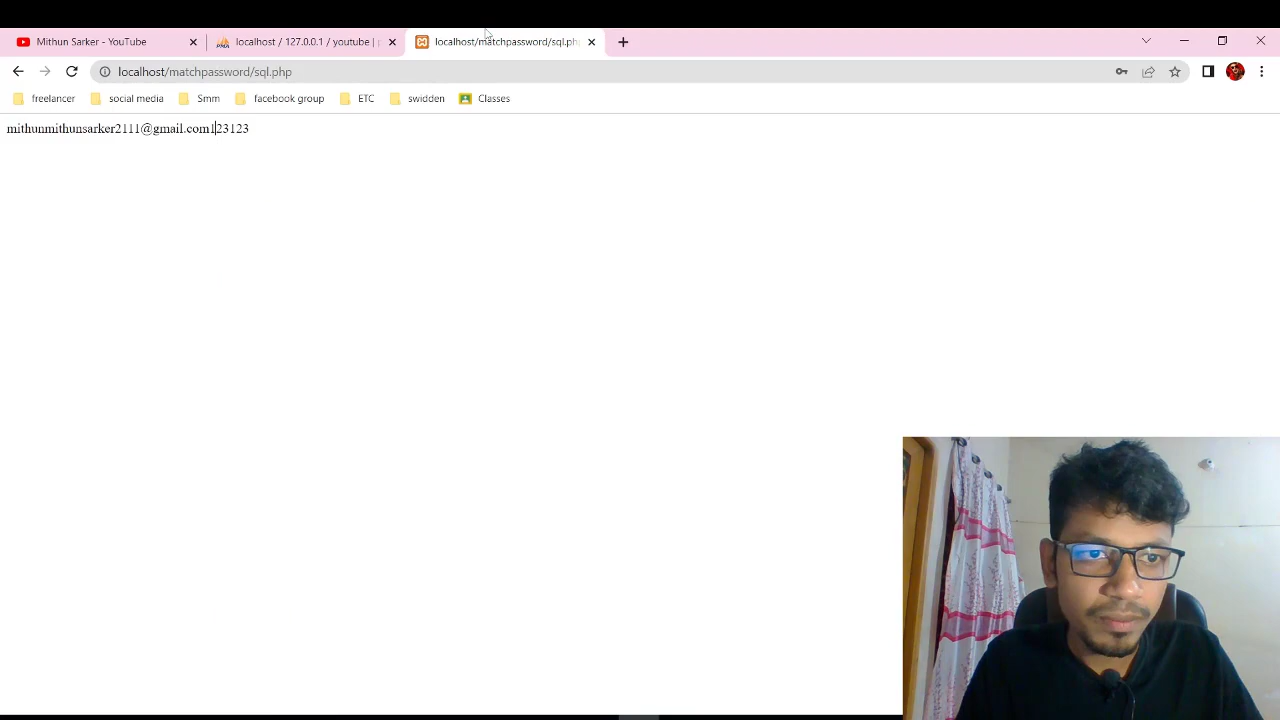 Mithun Sarker - YouTube
localhost / 127.0.0.1 / youtube | p
localhost/matchpassword/sql.php
localhost/matchpassword/sql.php
freelancer
social media
Smm
facebook group
ETC
swidden
Classes
mithunmithunsarker2111@gmail.com123123